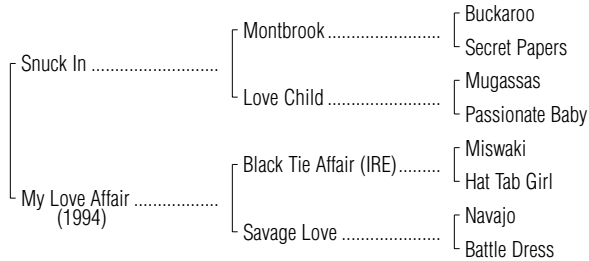 Buckaroo
Montbrook ........................
Secret Papers
Snuck In ...........................
Mugassas
Love Child ........................
Passionate Baby
Miswaki
Black Tie Affair (IRE).........
Hat Tab Girl
My Love Affair ..................
(1994)
Navajo
Savage Love .....................
Battle Dress